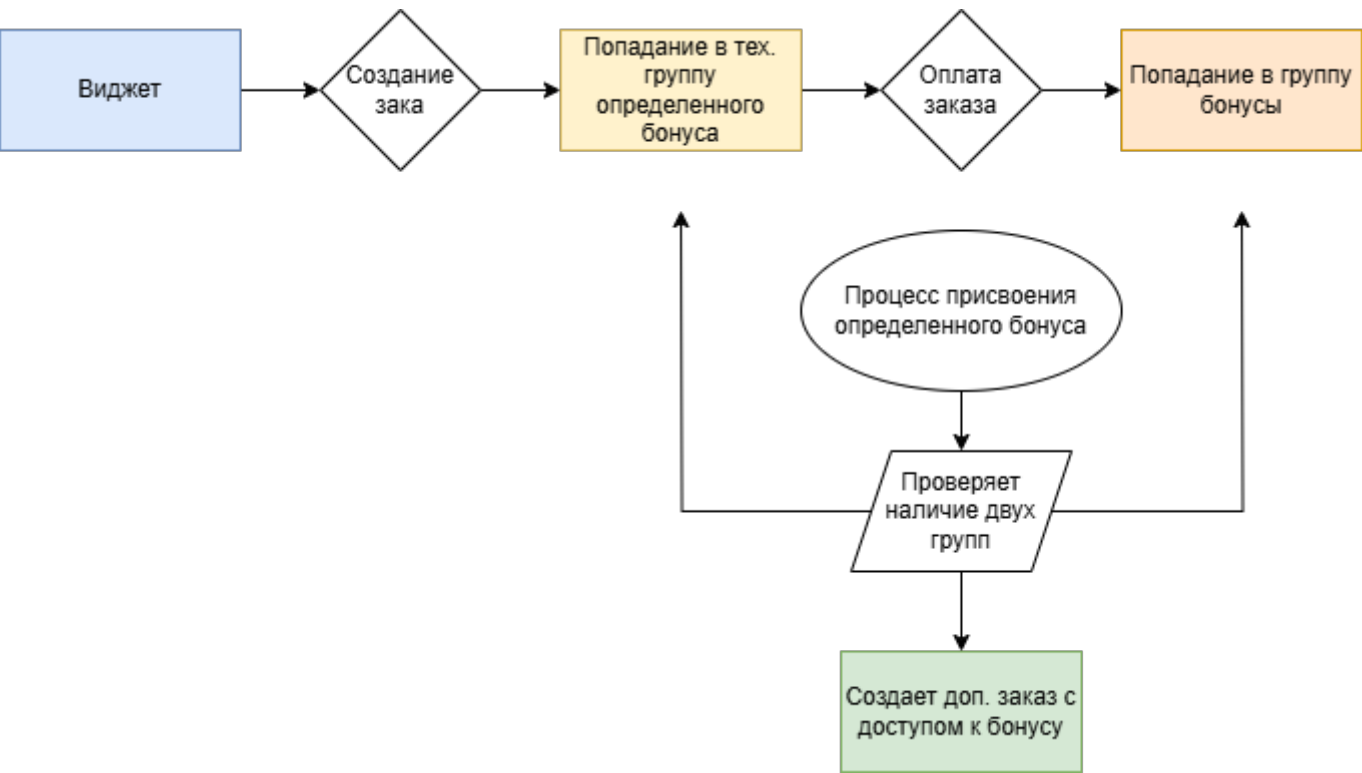 Виджет
Создание
зака
Попадание в тех.
группу
определенного
бонуса
Оплата
заказа
Попадание в группу
бонусы
Процесс присвоения
определенного бонуса
Проверяет
наличие двух
групп
Создает доп. заказ с
доступом к бонусу